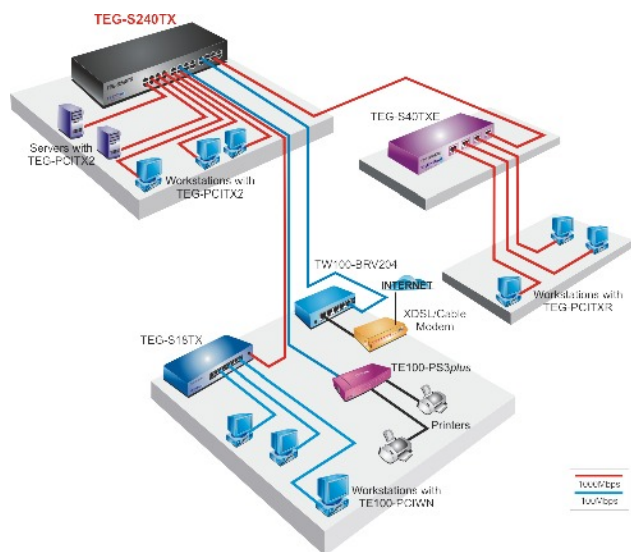 TEG-S240TX
TEG-S40TXE
Servers with
TEG-PCITX2
Workstations with
TEG-PCITX2
TW100-BRV204
INTERNET
XDSL/Cable
Modem
Workstations with
TEG-PCITXR
TEG-S16TX
TE100-PS3plus
Printers
Workstations with
TE100-PCIWN
1000Mbps
100Mbps